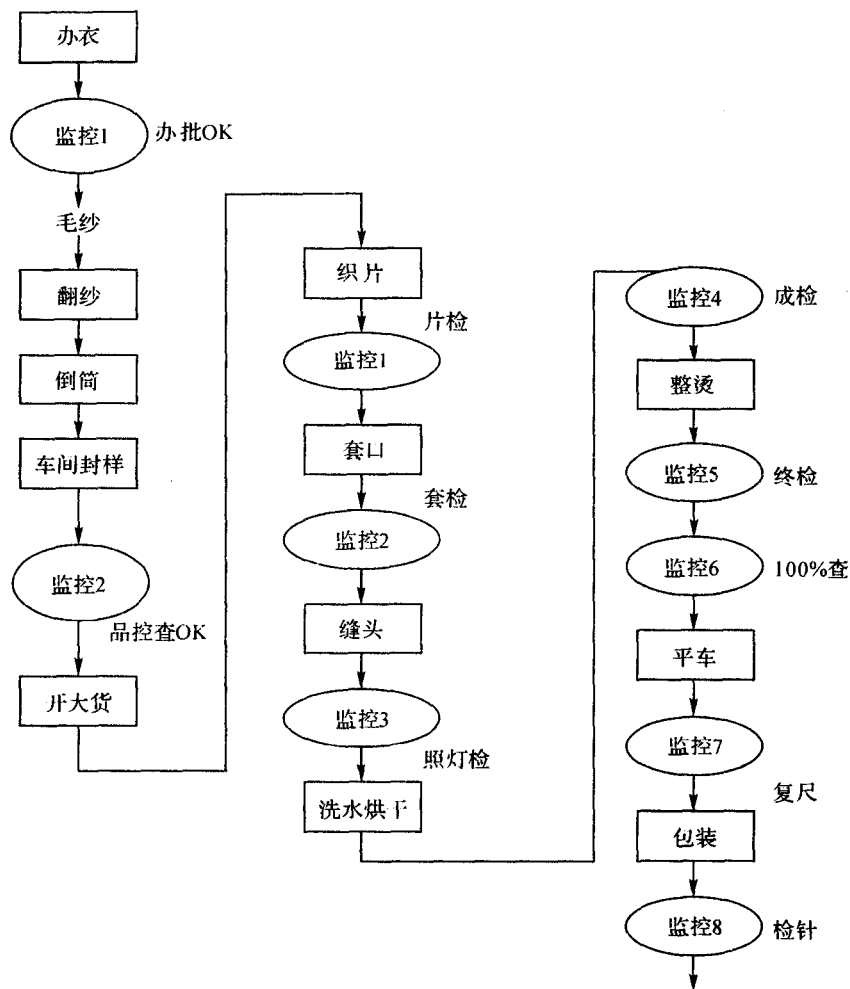 办衣
监控1
办批OK
毛纱
翻纱
倒筒
车间封样
监控2
品控查OK
开大货
织片
片检
监控1
套口
套检
监控2
缝头
监控3
照灯检
洗水烘干
监控4
成检
整烫
监控5
终检
监控6
100%查
平车
监控7
复尺
包装
监控8
检针